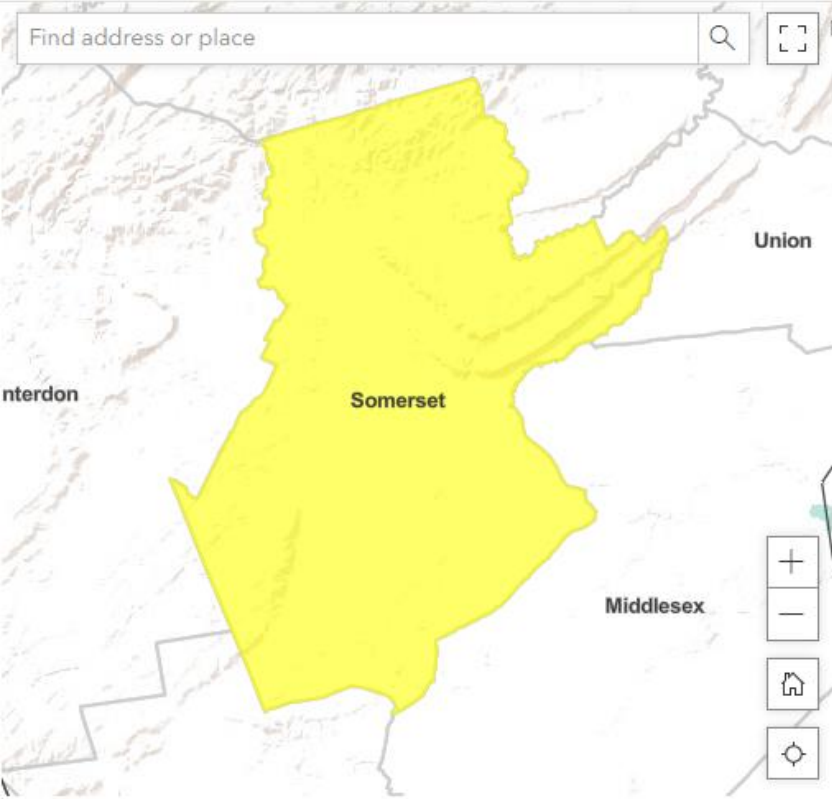 Find address or place
Union
nterdon
Somerset
Middlesex